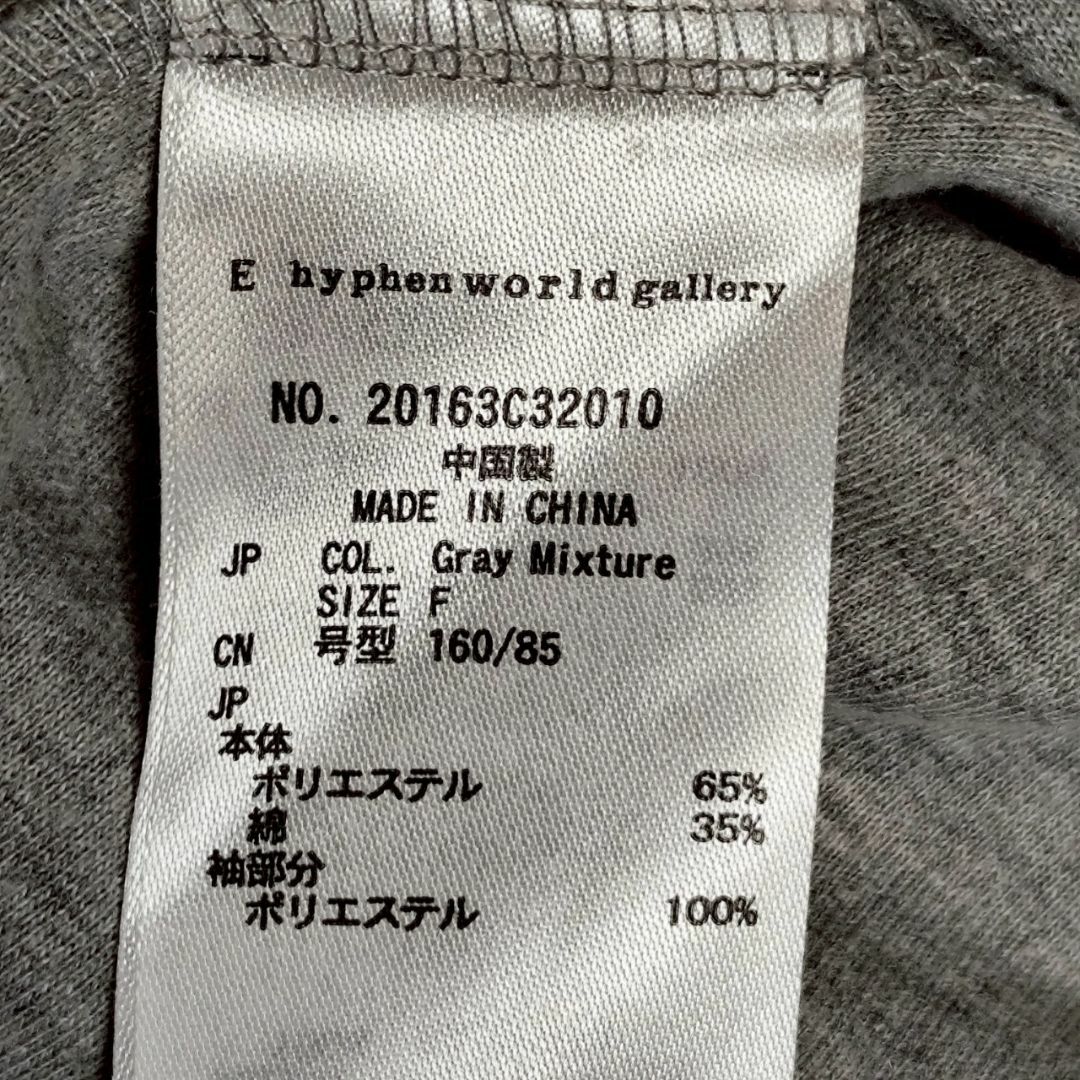 E hyphen world gallery
NO. 20163C32010
中国製
MADE IN CHINA
JP COL. Gray Mixture
SIZE F
CN 号型 160/85
JP
本体
ポリエステル 65%
綿 35%
袖部分
ポリエステル 100%